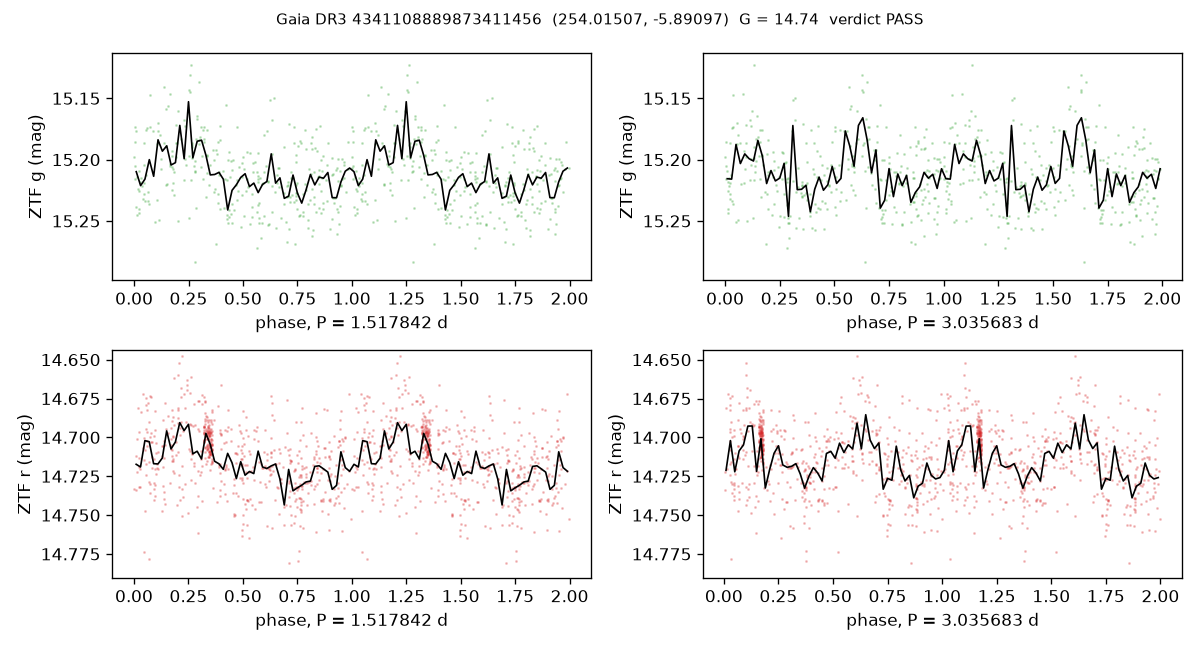 Gaia DR3 4341108889873411456  (254.01507, -5.89097)  G = 14.74  verdict PASS
ZTF g (mag)
15.15
15.20
15.25
0.00 0.25 0.50 0.75 1.00 1.25 1.50 1.75 2.00
phase, P = 1.517842 d
ZTF g (mag)
15.15
15.20
15.25
0.00 0.25 0.50 0.75 1.00 1.25 1.50 1.75 2.00
phase, P = 3.035683 d
ZTF r (mag)
14.650
14.675
14.700
14.725
14.750
14.775
0.00 0.25 0.50 0.75 1.00 1.25 1.50 1.75 2.00
phase, P = 1.517842 d
ZTF r (mag)
14.650
14.675
14.700
14.725
14.750
14.775
0.00 0.25 0.50 0.75 1.00 1.25 1.50 1.75 2.00
phase, P = 3.035683 d